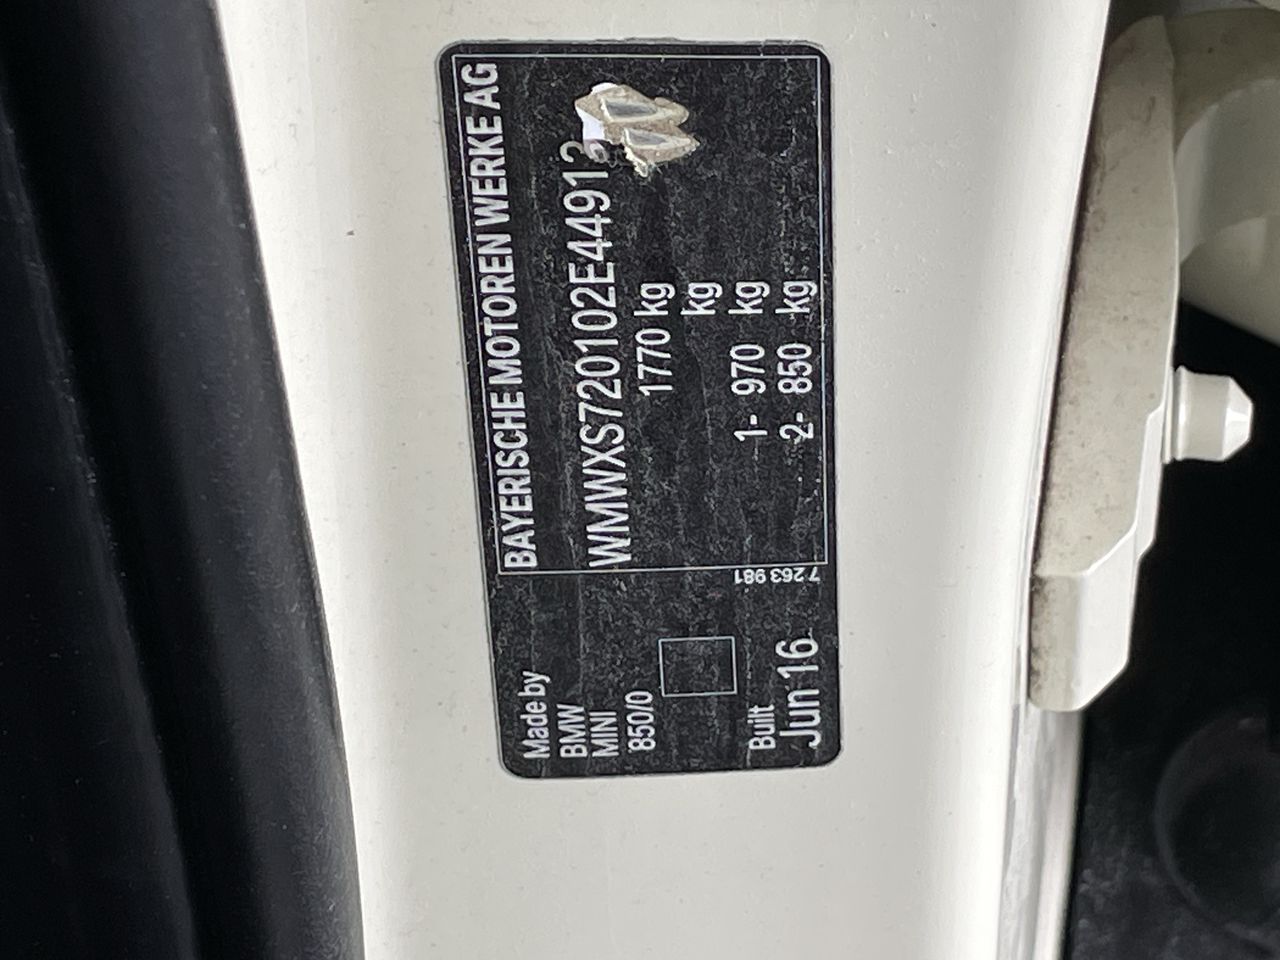 BAYERISCHE MOTOREN WERKE AG
WMWXS720102E44913
1770 kg
kg
1- 970 kg
2- 850 kg
7 263 981
Made by
BMW
MINI
850/0
Built
Jun 16